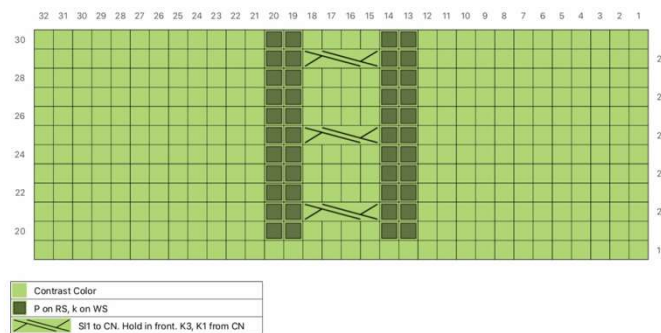 32 31 30 29 28 27 26 25 24 23 22 21 20 19 18 17 16 15 14 13 12 11 10 9 8 7 6 5 4 3 2 1
30
28
26
24
22
20
Contrast Color
P on RS, k on WS
Sl1 to CN. Hold in front. K3, K1 from CN